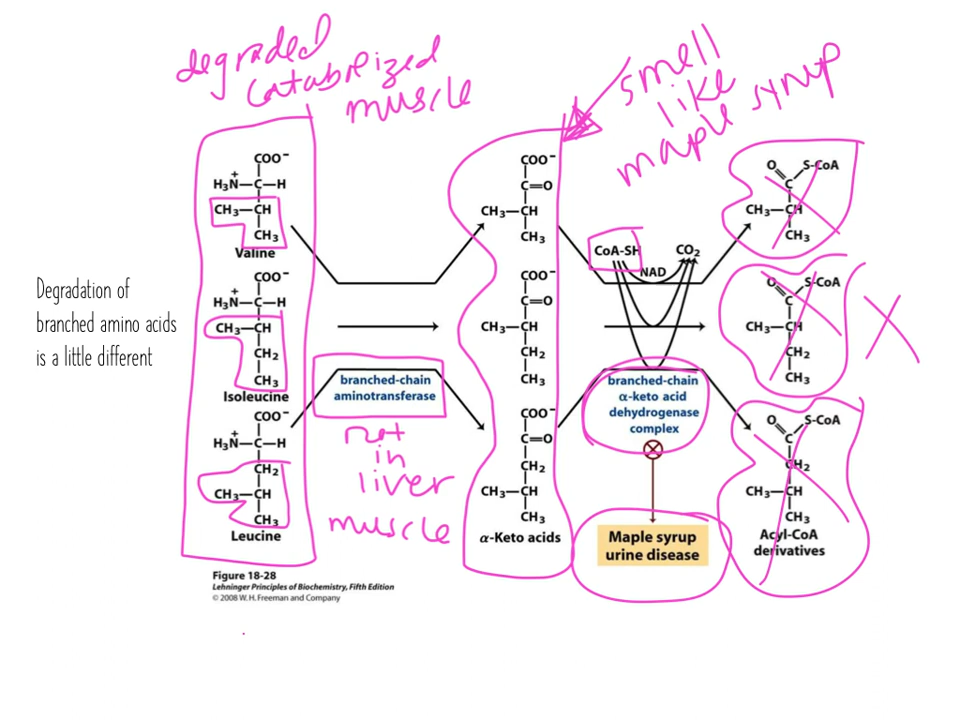 degraded
catabolized
muscle
smell
like
maple syrup
Degradation of
branched amino acids
is a little different
COO⁻
H₃N⁺—C—H
CH₃—CH
CH₃
Valine
COO⁻
H₃N⁺—C—H
CH₃—CH
CH₂
CH₃
Isoleucine
COO⁻
H₃N⁺—C—H
CH₂
CH₃—CH
CH₃
Leucine
branched-chain
aminotransferase
not
in
liver
muscle
COO⁻
C=O
CH₃—CH
CH₃
COO⁻
C=O
CH₃—CH
CH₂
CH₃
COO⁻
C=O
CH₂
CH₃—CH
CH₃
α-Keto acids
CoA-SH
CO₂
NAD
branched-chain
α-keto acid
dehydrogenase
complex
Maple syrup
urine disease
O S-CoA
C
CH₃—CH
CH₃
O S-CoA
C
CH₃—CH
CH₂
CH₃
O S-CoA
C
CH₂
CH₃—CH
CH₃
Acyl-CoA
derivatives
X
Figure 18-28
Lehninger Principles of Biochemistry, Fifth Edition
© 2008 W. H. Freeman and Company